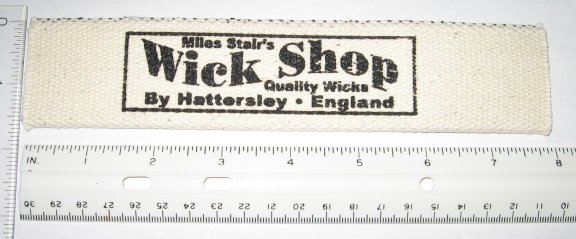 Miles Stair's
Wick Shop
Quality Wicks
By Hattersley • England
IN. 1 2 3 4 5 6 7 8
30 29 28 27 26 25 24 23 22 21 20 19 18 17 16 15 14 13 12 11 10
0